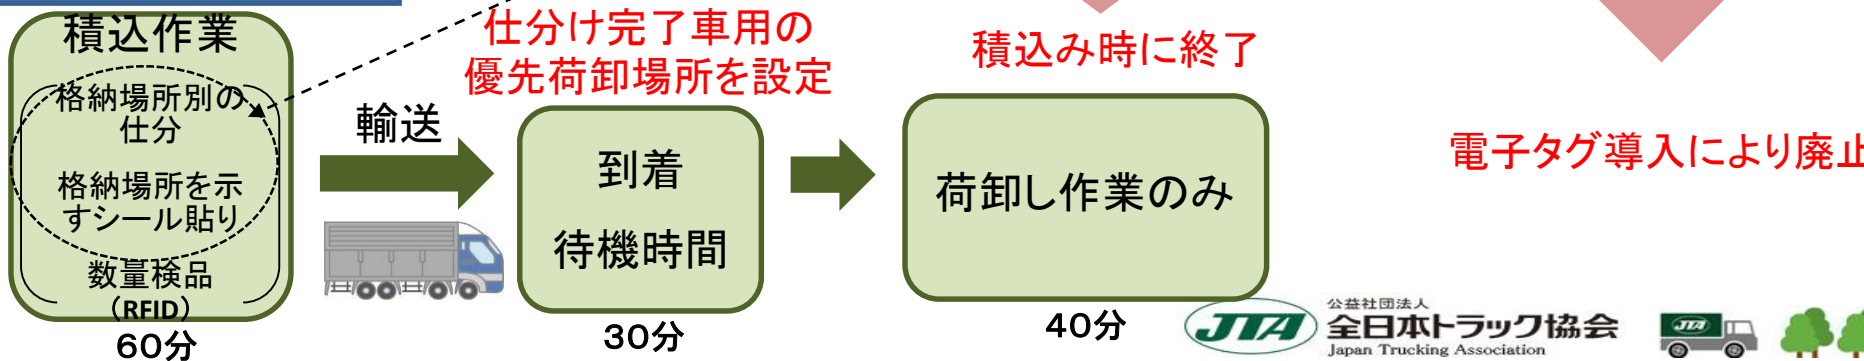 積込作業
格納場所別の
仕分
格納場所を示
すシール貼り
数量検品
（RFID）
60分
輸送
仕分け完了車用の
優先荷卸場所を設定
到着
待機時間
30分
積込み時に終了
荷卸し作業のみ
40分
電子タグ導入により廃止
JTA
公益社団法人
全日本トラック協会
Japan Trucking Association
JTA